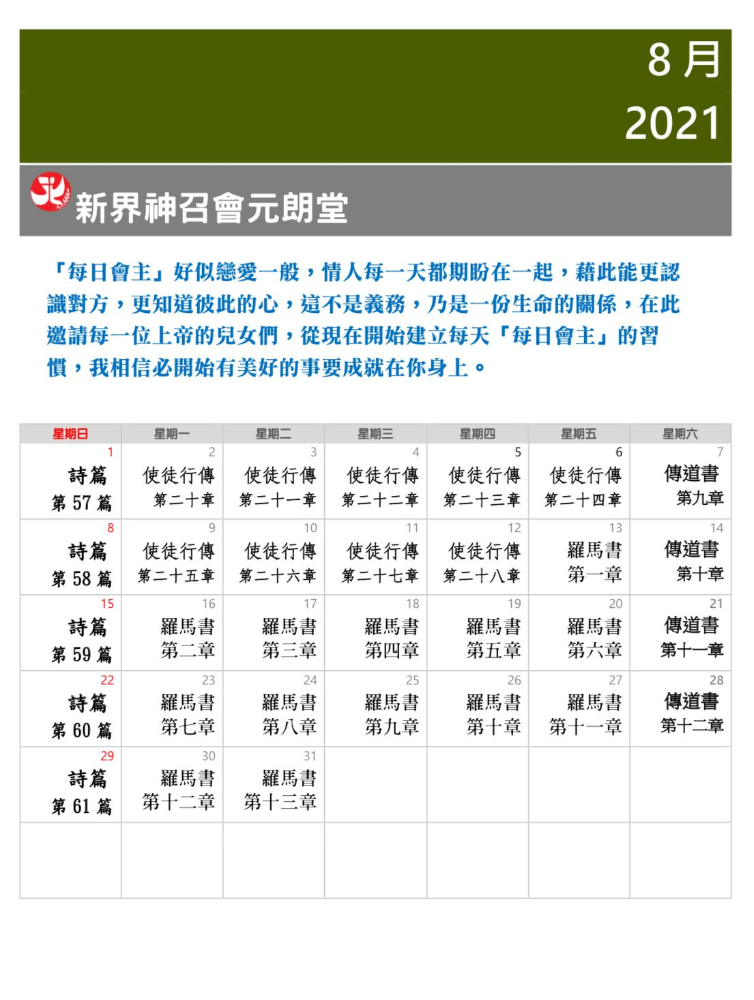 8 月
2021
新界神召會元朗堂
「每日會主」好似戀愛一般，情人每一天都期盼在一起，藉此能更認
識對方，更知道彼此的心，這不是義務，乃是一份生命的關係，在此
邀請每一位上帝的兒女們，從現在開始建立每天「每日會主」的習
慣，我相信必開始有美好的事要成就在你身上。
星期日 星期一 星期二 星期三 星期四 星期五 星期六
1 2 3 4 5 6 7
詩篇 使徒行傳 使徒行傳 使徒行傳 使徒行傳 使徒行傳 傳道書
第 57 篇 第二十章 第二十一章 第二十二章 第二十三章 第二十四章 第九章
8 9 10 11 12 13 14
詩篇 使徒行傳 使徒行傳 使徒行傳 使徒行傳 羅馬書 傳道書
第 58 篇 第二十五章 第二十六章 第二十七章 第二十八章 第一章 第十章
15 16 17 18 19 20 21
詩篇 羅馬書 羅馬書 羅馬書 羅馬書 羅馬書 傳道書
第 59 篇 第二章 第三章 第四章 第五章 第六章 第十一章
22 23 24 25 26 27 28
詩篇 羅馬書 羅馬書 羅馬書 羅馬書 羅馬書 傳道書
第 60 篇 第七章 第八章 第九章 第十章 第十一章 第十二章
29 30 31
詩篇 羅馬書 羅馬書
第 61 篇 第十二章 第十三章